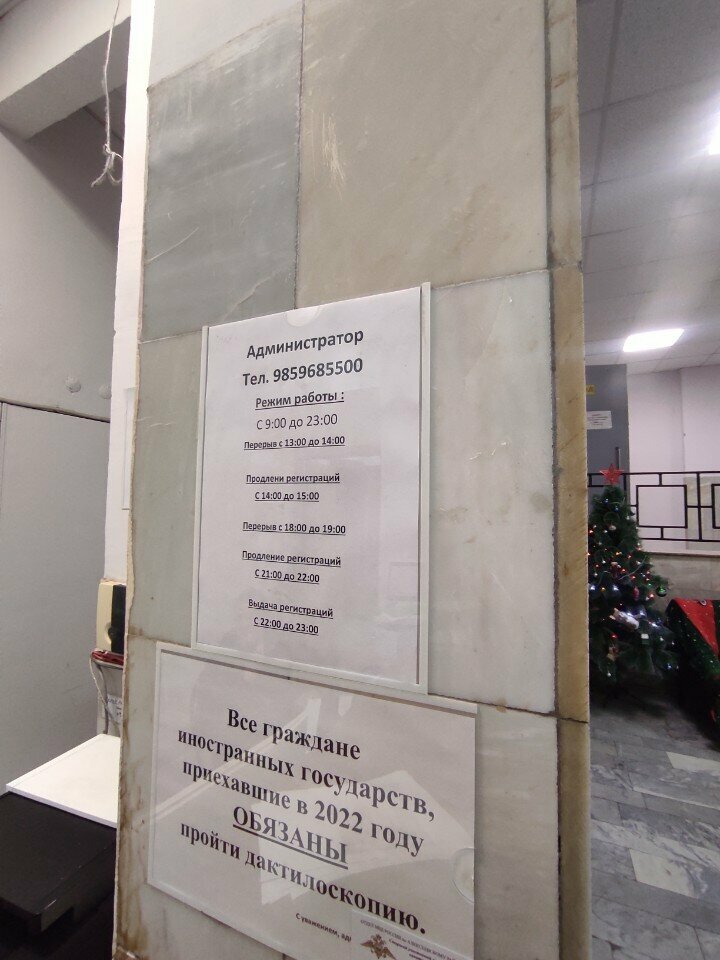 Администратор
Тел. 9859685500
Режим работы :
С 9:00 до 23:00
Перерыв с 13:00 до 14:00
Продлени регистраций
С 14:00 до 15:00
Перерыв с 18:00 до 19:00
Продление регистраций
С 21:00 до 22:00
Выдача регистраций
С 22:00 до 23:00
Все граждане
иностранных государств,
приехавшие в 2022 году
ОБЯЗАНЫ
пройти дактилоскопию.
С уважением,